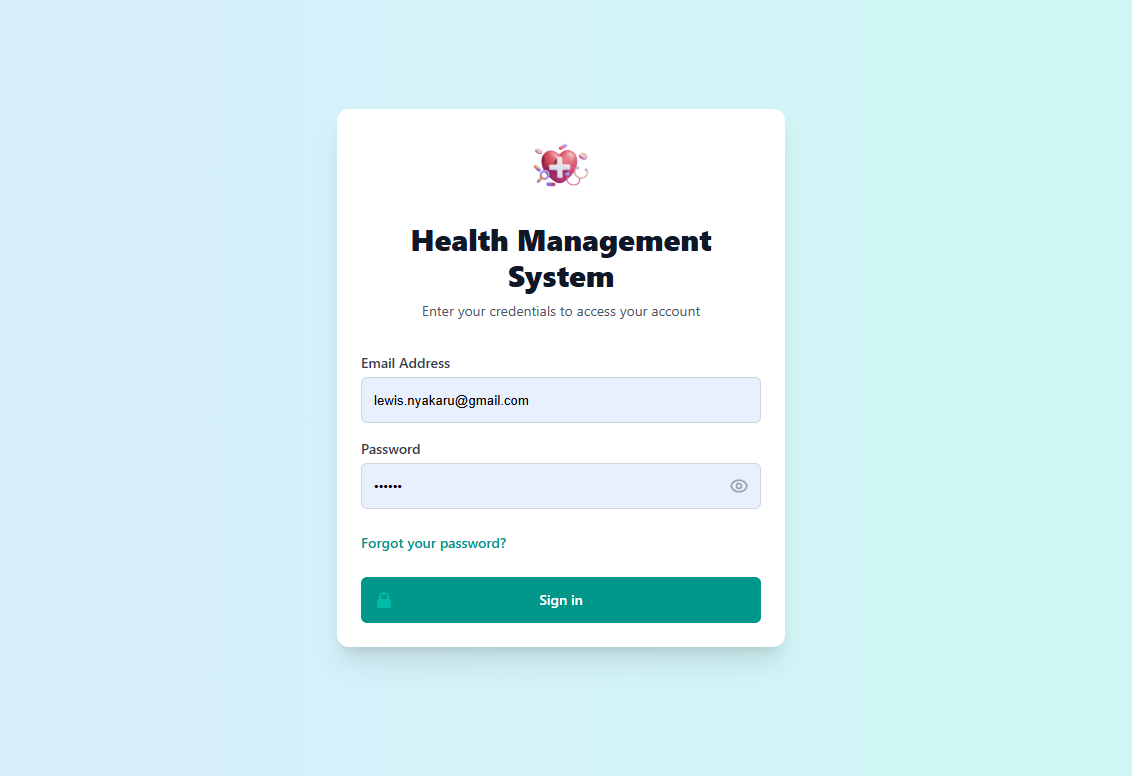 Health Management
System
Enter your credentials to access your account
Email Address
lewis.nyakaru@gmail.com
Password
••••••
Forgot your password?
Sign in